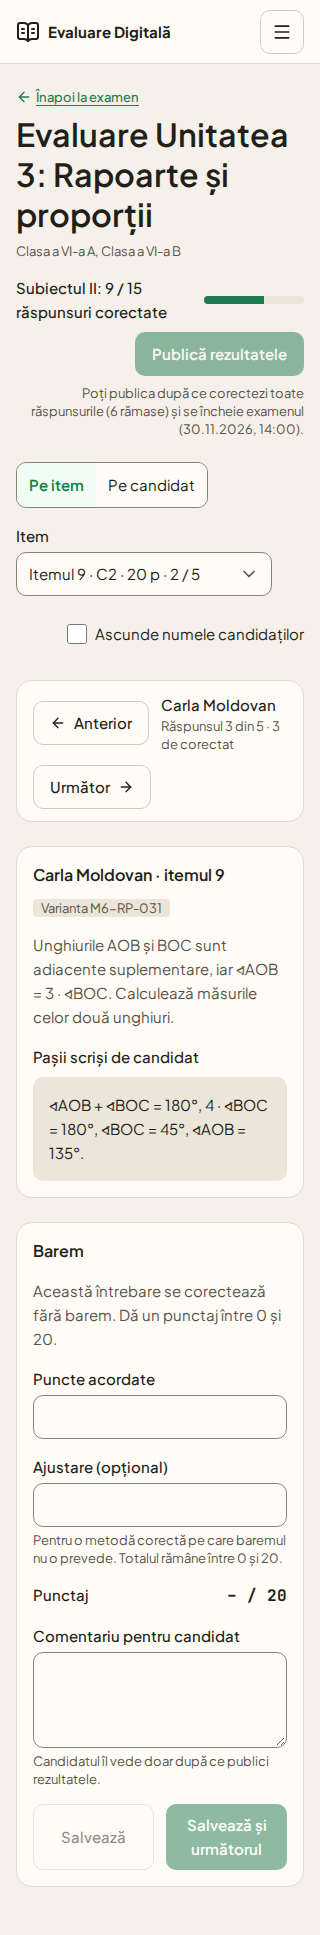 Evaluare Digitală
← Înapoi la examen
Evaluare Unitatea
3: Rapoarte și
proporții
Clasa a VI-a A, Clasa a VI-a B
Subiectul II: 9 / 15
răspunsuri corectate
Publică rezultatele
Poți publica după ce corectezi toate
răspunsurile (6 rămase) și se încheie examenul
(30.11.2026, 14:00).
Pe item
Pe candidat
Item
Itemul 9 · C2 · 20 p · 2 / 5
Ascunde numele candidaților
← Anterior
Carla Moldovan
Răspunsul 3 din 5 · 3
de corectat
Următor →
Carla Moldovan · itemul 9
Varianta M6-RP-031
Unghiurile AOB și BOC sunt
adiacente suplementare, iar ∢AOB
= 3 · ∢BOC. Calculează măsurile
celor două unghiuri.
Pașii scriși de candidat
∢AOB + ∢BOC = 180°, 4 · ∢BOC
= 180°, ∢BOC = 45°, ∢AOB =
135°.
Barem
Această întrebare se corectează
fără barem. Dă un punctaj între 0 și
20.
Puncte acordate
Ajustare (opțional)
Pentru o metodă corectă pe care baremul
nu o prevede. Totalul rămâne între 0 și 20.
Punctaj
– / 20
Comentariu pentru candidat
Candidatul îl vede doar după ce publici
rezultatele.
Salvează
Salvează și
următorul